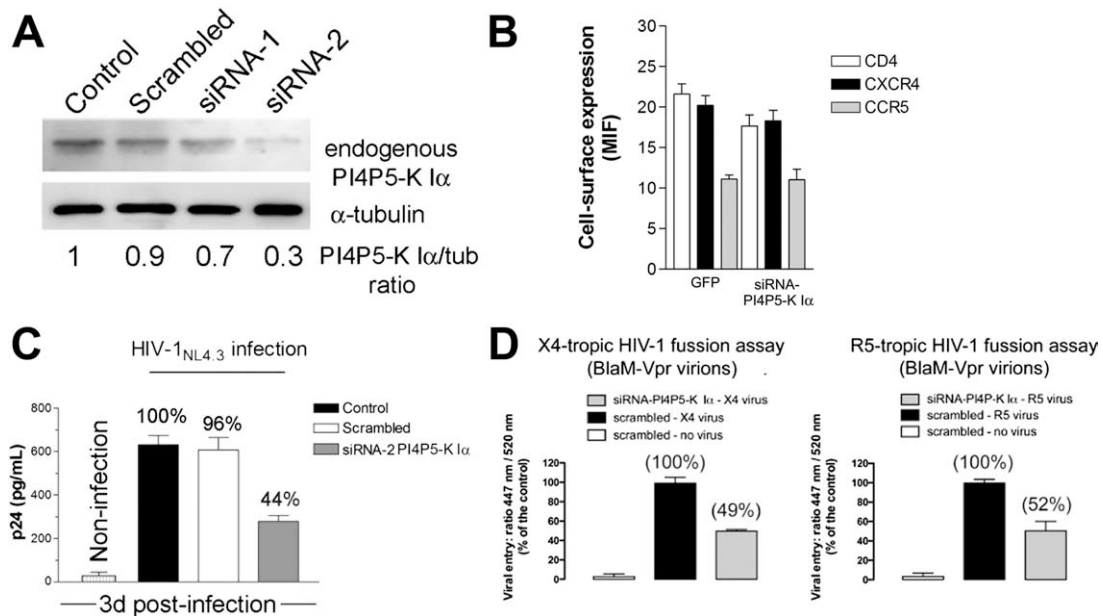 A
Control
Scrambled
siRNA-1
siRNA-2
endogenous
PI4P5-K Iα
α-tubulin
1 0.9 0.7 0.3 PI4P5-K Iα/tub
ratio
B
Cell-surface expression
(MIF)
30
25
20
15
10
5
0
GFP
siRNA-
PI4P5-K Iα
CD4
CXCR4
CCR5
C
HIV-1NL4.3 infection
p24 (pg/mL)
800
600
400
200
0
Non-infection
100%
96%
44%
Control
Scrambled
siRNA-2 PI4P5-K Iα
3d post-infection
D
X4-tropic HIV-1 fussion assay
(BlaM-Vpr virions)
siRNA-PI4P5-K Iα - X4 virus
scrambled - X4 virus
scrambled - no virus
Viral entry: ratio 447 nm / 520 nm
(% of the control)
120
100
80
60
40
20
0
(100%)
(49%)
R5-tropic HIV-1 fussion assay
(BlaM-Vpr virions)
siRNA-PI4P-K Iα - R5 virus
scrambled - R5 virus
scrambled - no virus
Viral entry: ratio 447 nm / 520 nm
(% of the control)
120
100
80
60
40
20
0
(100%)
(52%)